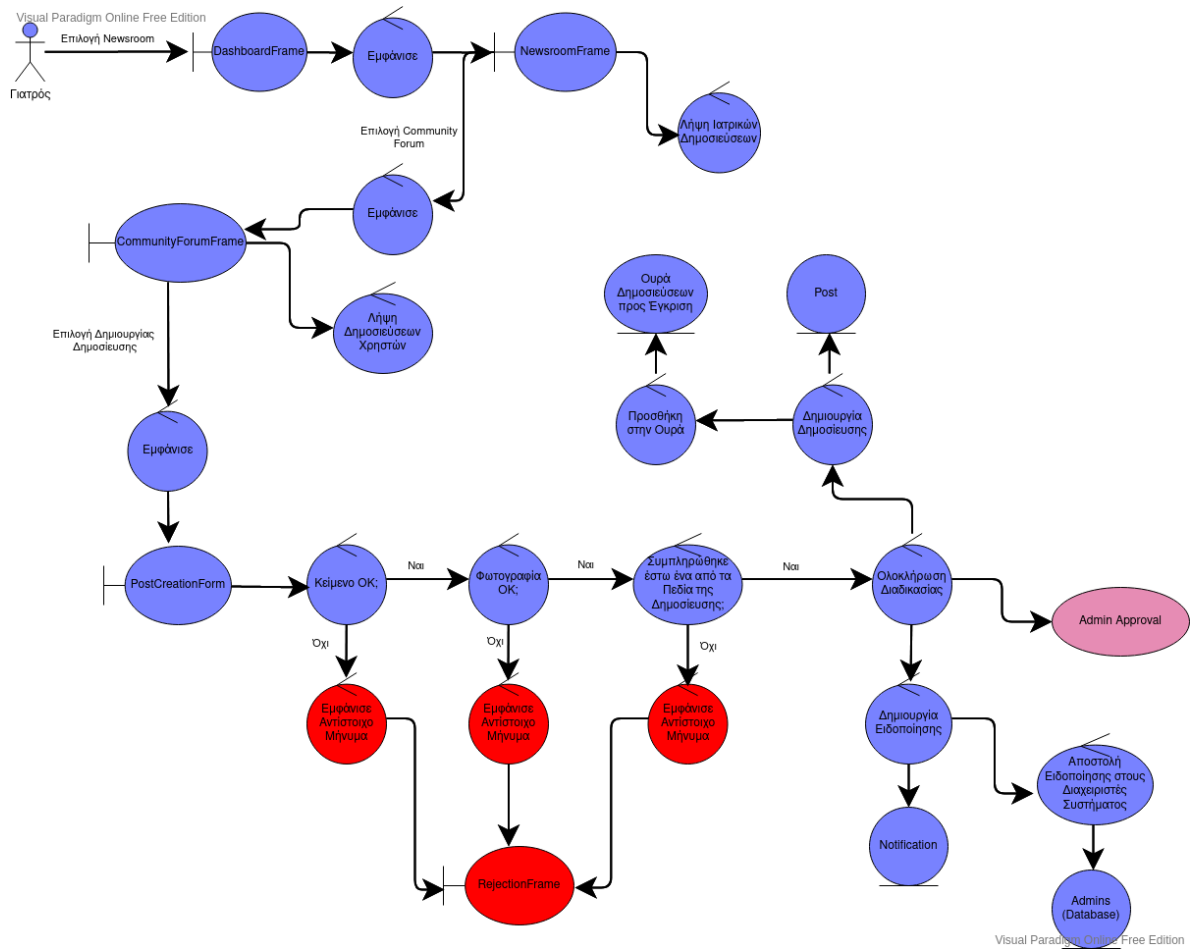 Visual Paradigm Online Free Edition
Επιλογή Newsroom
Γιατρός
DashboardFrame
Εμφάνισε
NewsroomFrame
Λήψη Ιατρικών
Δημοσιεύσεων
Επιλογή Community
Forum
Εμφάνισε
CommunityForumFrame
Λήψη
Δημοσιεύσεων
Χρηστών
Επιλογή Δημιουργίας
Δημοσίευσης
Εμφάνισε
Ουρά
Δημοσιεύσεων
προς Έγκριση
Post
Προσθήκη
στην Ουρά
Δημιουργία
Δημοσίευσης
PostCreationForm
Κείμενο OK;
Ναι
Φωτογραφία
OK;
Ναι
Συμπληρώθηκε
έστω ένα από τα
Πεδία της
Δημοσίευσης;
Ναι
Ολοκλήρωση
Διαδικασίας
Admin Approval
Όχι
Όχι
Όχι
Εμφάνισε
Αντίστοιχο
Μήνυμα
Εμφάνισε
Αντίστοιχο
Μήνυμα
Εμφάνισε
Αντίστοιχο
Μήνυμα
Δημιουργία
Ειδοποίησης
Αποστολή
Ειδοποίησης στους
Διαχειριστές
Συστήματος
RejectionFrame
Notification
Admins
(Database)
Visual Paradigm Online Free Edition